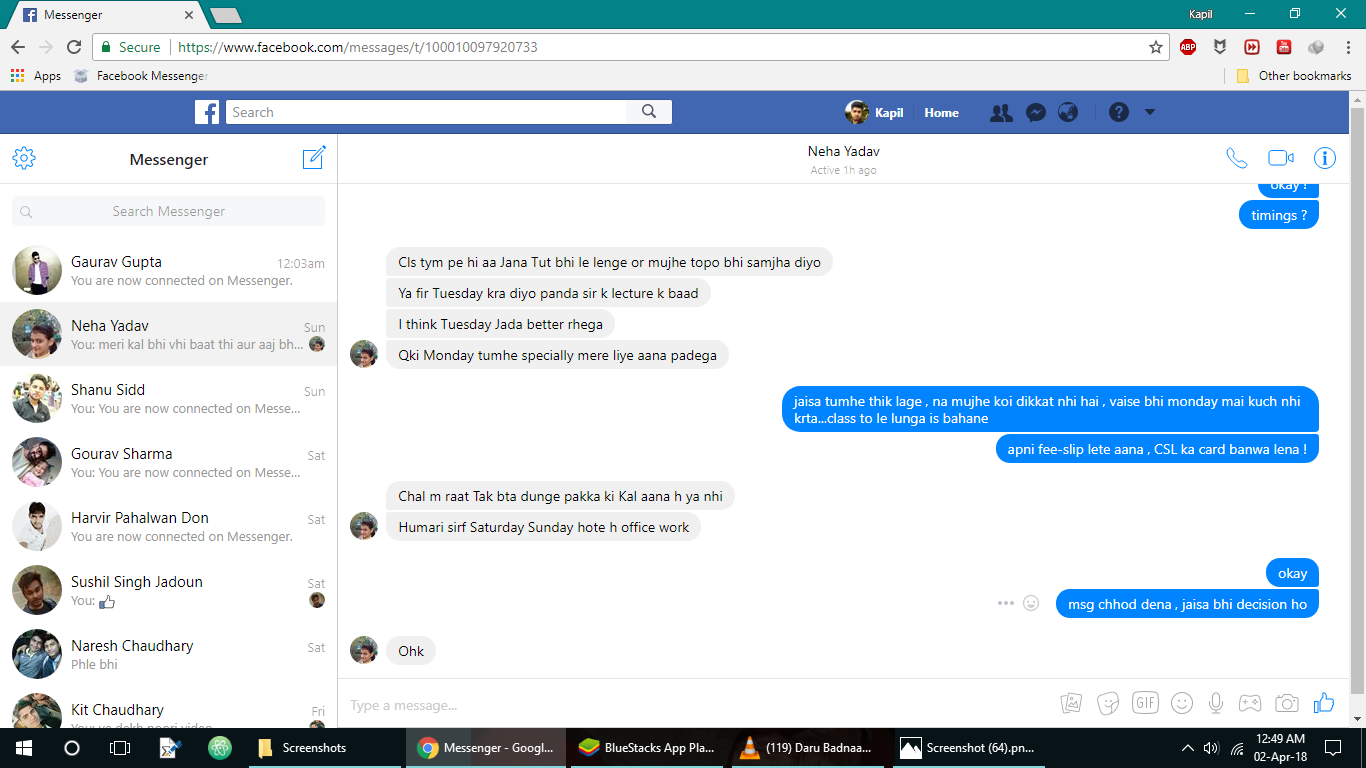 Messenger
Kapil
Secure
https://www.facebook.com/messages/t/100010097920733
ABP
Apps
Facebook Messenger
Other bookmarks
Search
Kapil
Home
Messenger
Neha Yadav
Active 1h ago
Search Messenger
okay !
timings ?
Gaurav Gupta
12:03am
You are now connected on Messenger.
Neha Yadav
Sun
You: meri kal bhi vhi baat thi aur aaj bh...
Shanu Sidd
Sun
You: You are now connected on Messe...
Gourav Sharma
Sat
You: You are now connected on Messe...
Harvir Pahalwan Don
Sat
You are now connected on Messenger.
Sushil Singh Jadoun
Sat
You:
Naresh Chaudhary
Sat
Phle bhi
Kit Chaudhary
Fri
You: ye dekh poori video
Cls tym pe hi aa Jana Tut bhi le lenge or mujhe topo bhi samjha diyo
Ya fir Tuesday kra diyo panda sir k lecture k baad
I think Tuesday Jada better rhega
Qki Monday tumhe specially mere liye aana padega
jaisa tumhe thik lage , na mujhe koi dikkat nhi hai , vaise bhi monday mai kuch nhi
krta...class to le lunga is bahane
apni fee-slip lete aana , CSL ka card banwa lena !
Chal m raat Tak bta dunge pakka ki Kal aana h ya nhi
Humari sirf Saturday Sunday hote h office work
okay
msg chhod dena , jaisa bhi decision ho
Ohk
Type a message...
GIF
Screenshots
Messenger - Googl...
BlueStacks App Pla...
(119) Daru Badnaa...
Screenshot (64).pn...
12:49 AM
02-Apr-18